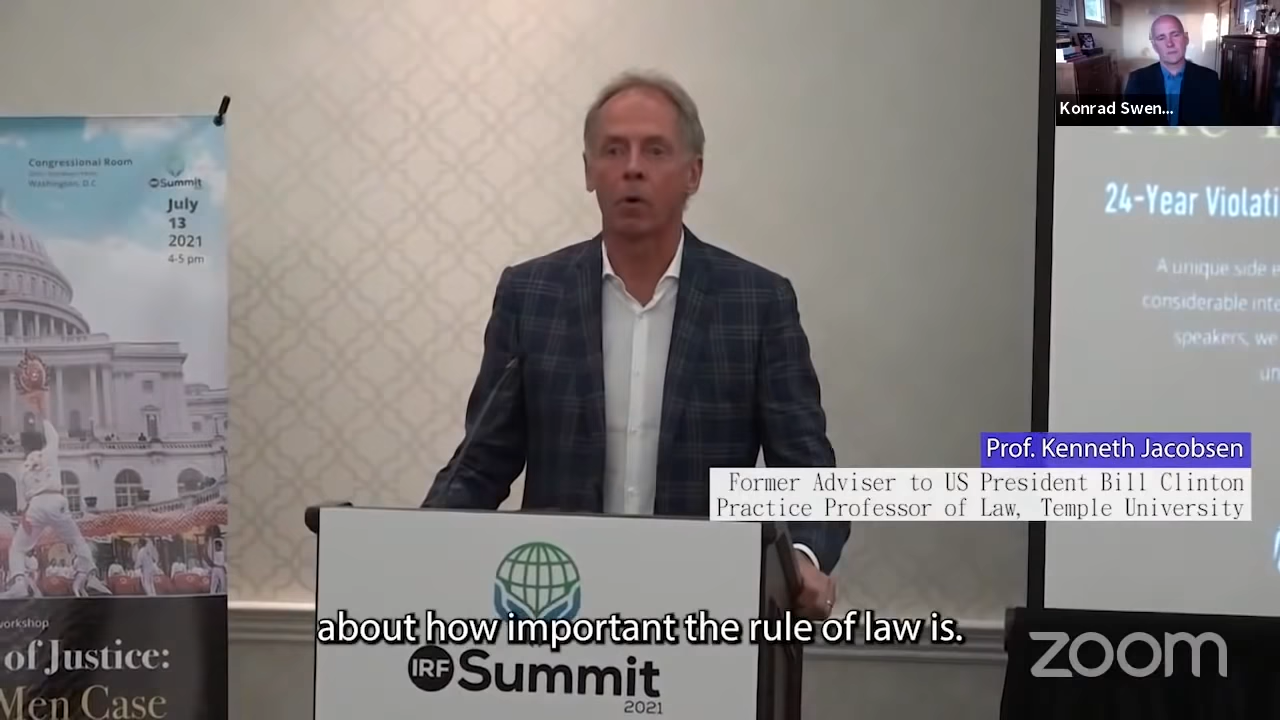 Congressional Room
Washington, D.C
Summit
July
13
2021
4-5 pm
workshop
of Justice:
Men Case
Konrad Swen...
24-Year Violati
A unique side e
considerable inte
speakers, we
un
Prof. Kenneth Jacobsen
Former Adviser to US President Bill Clinton
Practice Professor of Law, Temple University
about how important the rule of law is.
IRF Summit
2021
zoom